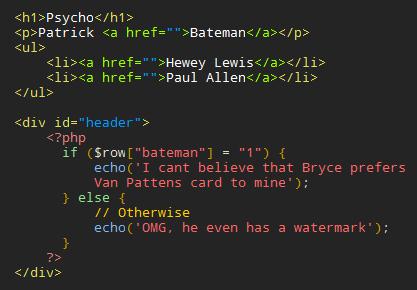 <h1>Psycho</h1>
<p>Patrick <a href="">Bateman</a></p>
<ul>
    <li><a href="">Hewey Lewis</a></li>
    <li><a href="">Paul Allen</a></li>
</ul>

<div id="header">
    <?php
      if ($row["bateman"] = "1") {
          echo('I cant believe that Bryce prefers
          Van Pattens card to mine');
      } else {
          // Otherwise
          echo('OMG, he even has a watermark');
      }
    ?>
</div>